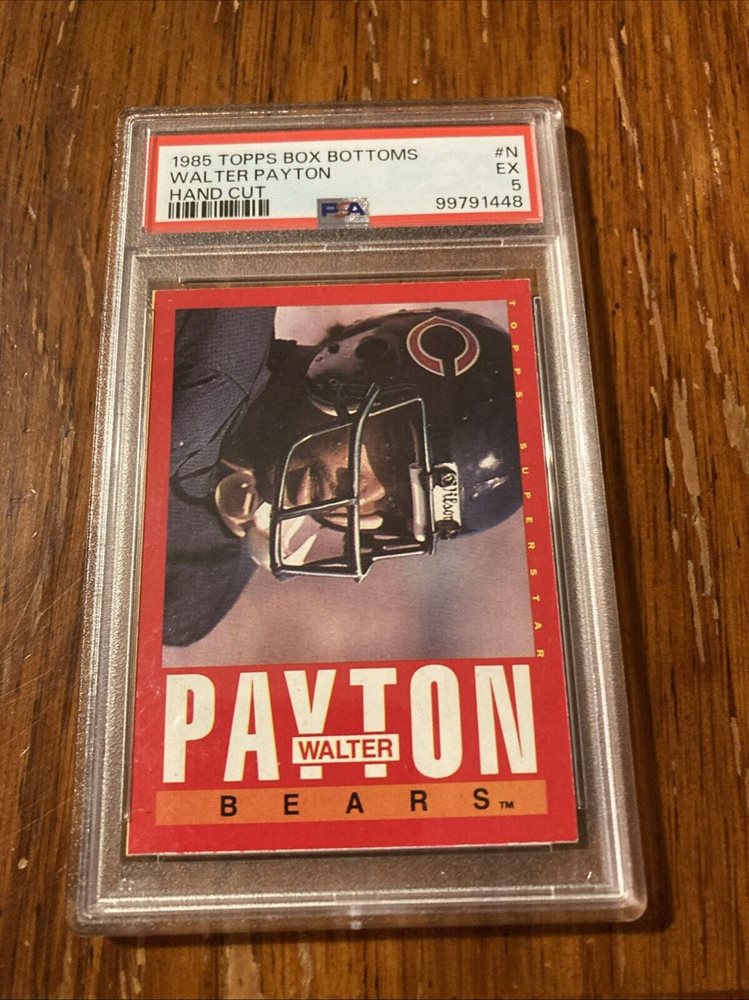 1985 TOPPS BOX BOTTOMS #N
WALTER PAYTON EX
HAND CUT 5
PSA 99791448
TOPPS SUPERSTAR
Wilson
PAYTON
WALTER
BEARS™